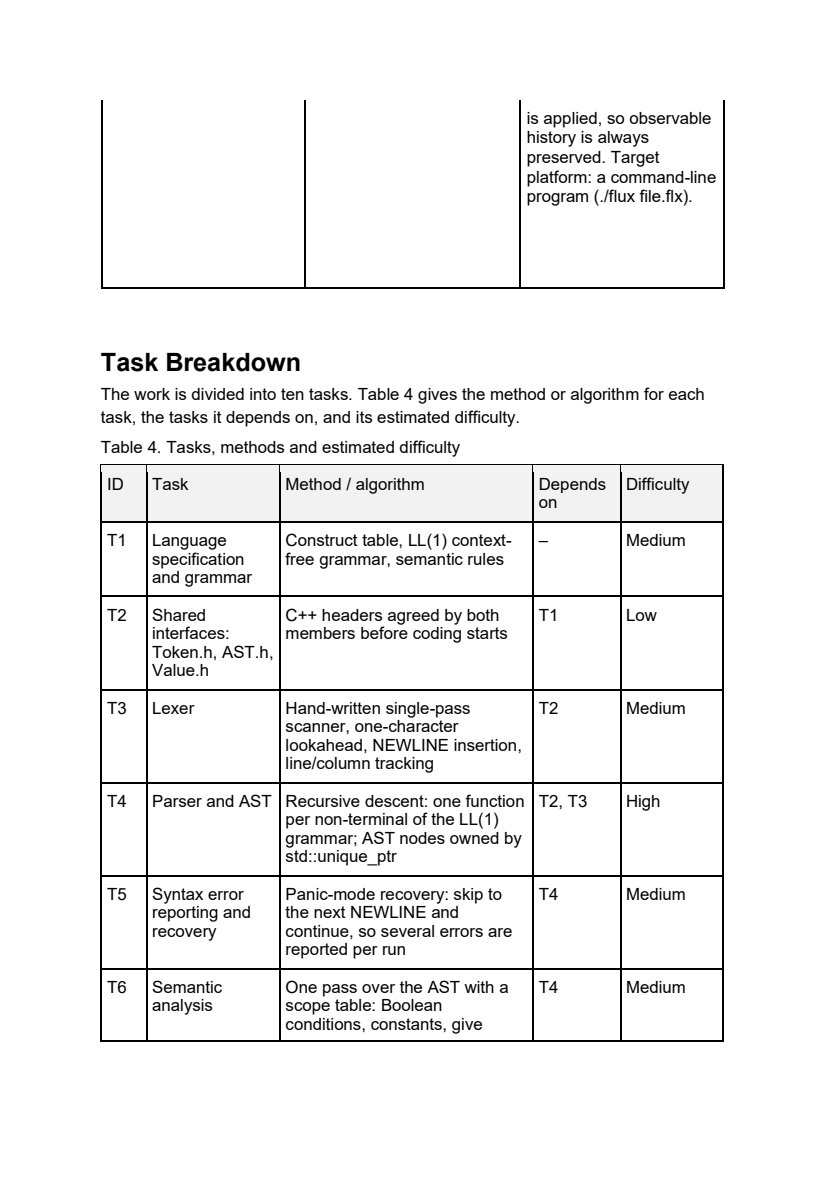 is applied, so observable
history is always
preserved. Target
platform: a command-line
program (./flux file.flx).
Task Breakdown
The work is divided into ten tasks. Table 4 gives the method or algorithm for each
task, the tasks it depends on, and its estimated difficulty.
Table 4. Tasks, methods and estimated difficulty
ID
Task
Method / algorithm
Depends
on
Difficulty
T1
Language
specification
and grammar
Construct table, LL(1) context-
free grammar, semantic rules
–
Medium
T2
Shared
interfaces:
Token.h, AST.h,
Value.h
C++ headers agreed by both
members before coding starts
T1
Low
T3
Lexer
Hand-written single-pass
scanner, one-character
lookahead, NEWLINE insertion,
line/column tracking
T2
Medium
T4
Parser and AST
Recursive descent: one function
per non-terminal of the LL(1)
grammar; AST nodes owned by
std::unique_ptr
T2, T3
High
T5
Syntax error
reporting and
recovery
Panic-mode recovery: skip to
the next NEWLINE and
continue, so several errors are
reported per run
T4
Medium
T6
Semantic
analysis
One pass over the AST with a
scope table: Boolean
conditions, constants, give
T4
Medium